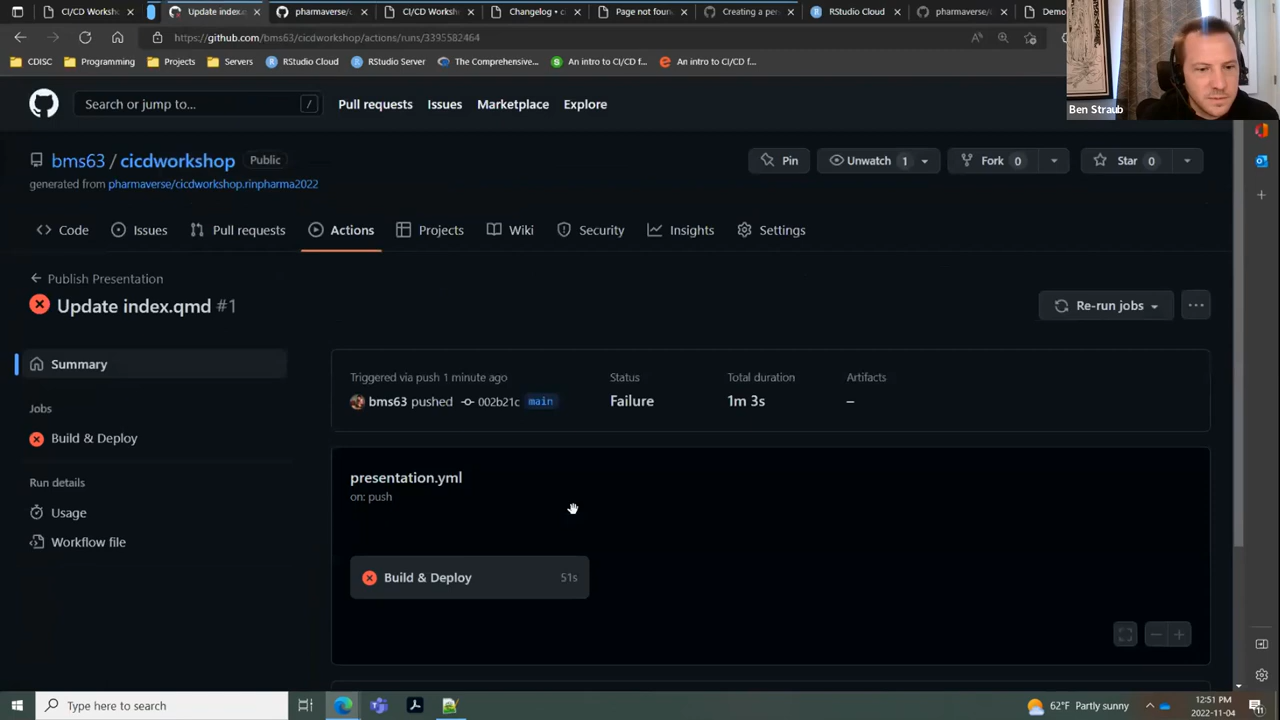 CI/CD Worksho
Update index.
pharmaverse/c
CI/CD Worksh
Changelog • c
Page not foun
Creating a per
RStudio Cloud
pharmaverse/c
Demo
https://github.com/bms63/cicdworkshop/actions/runs/3395582464
CDISC
Programming
Projects
Servers
RStudio Cloud
RStudio Server
The Comprehensive...
An intro to CI/CD f...
An intro to CI/CD f...
Ben Straub
Search or jump to...
/
Pull requests
Issues
Marketplace
Explore
bms63 / cicdworkshop Public
Pin
Unwatch 1
Fork 0
Star 0
generated from pharmaverse/cicdworkshop.rinpharma2022
Code
Issues
Pull requests
Actions
Projects
Wiki
Security
Insights
Settings
← Publish Presentation
Update index.qmd #1
Re-run jobs
Summary
Jobs
Build & Deploy
Run details
Usage
Workflow file
Triggered via push 1 minute ago
bms63 pushed 002b21c main
Status
Failure
Total duration
1m 3s
Artifacts
–
presentation.yml
on: push
Build & Deploy 51s
Type here to search
62°F Partly sunny
12:51 PM
2022-11-04
11